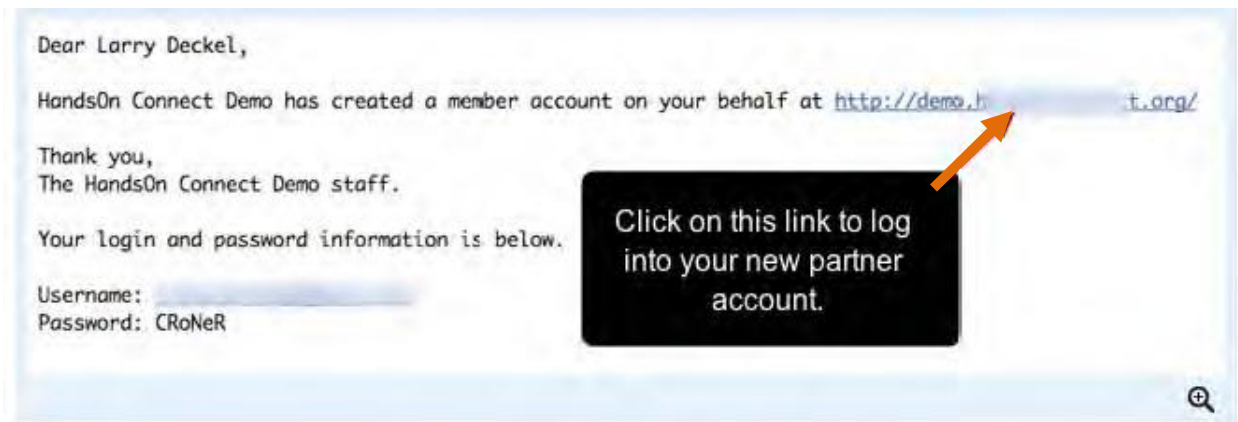 Dear Larry Deckel,
HandsOn Connect Demo has created a member account on your behalf at http://demo.h t.org/
Thank you,
The HandsOn Connect Demo staff.
Your login and password information is below.
Username:
Password: CRoNeR
Click on this link to log
into your new partner
account.